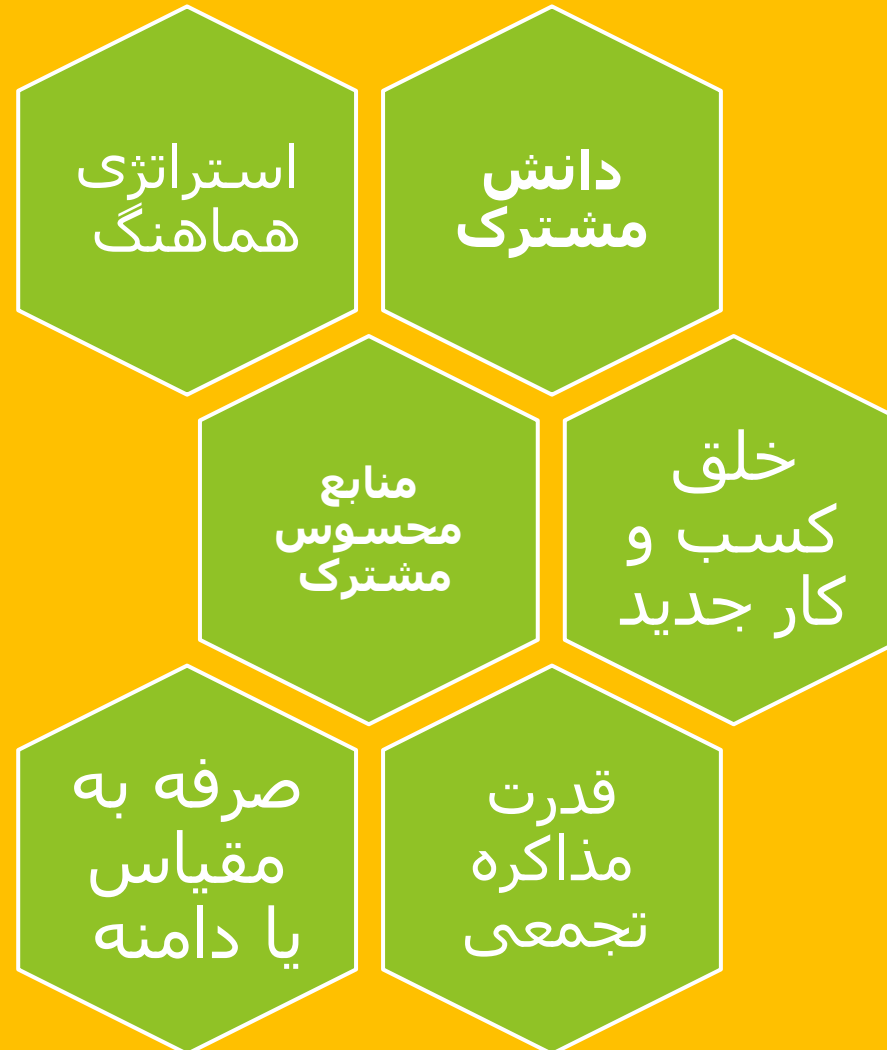 دانش
مشترک
استراتژی
هماهنگ
خلق
کسب و
کار جدید
منابع
محسوس
مشترک
قدرت
مذاکره
تجمعی
صرفه به
مقیاس
یا دامنه